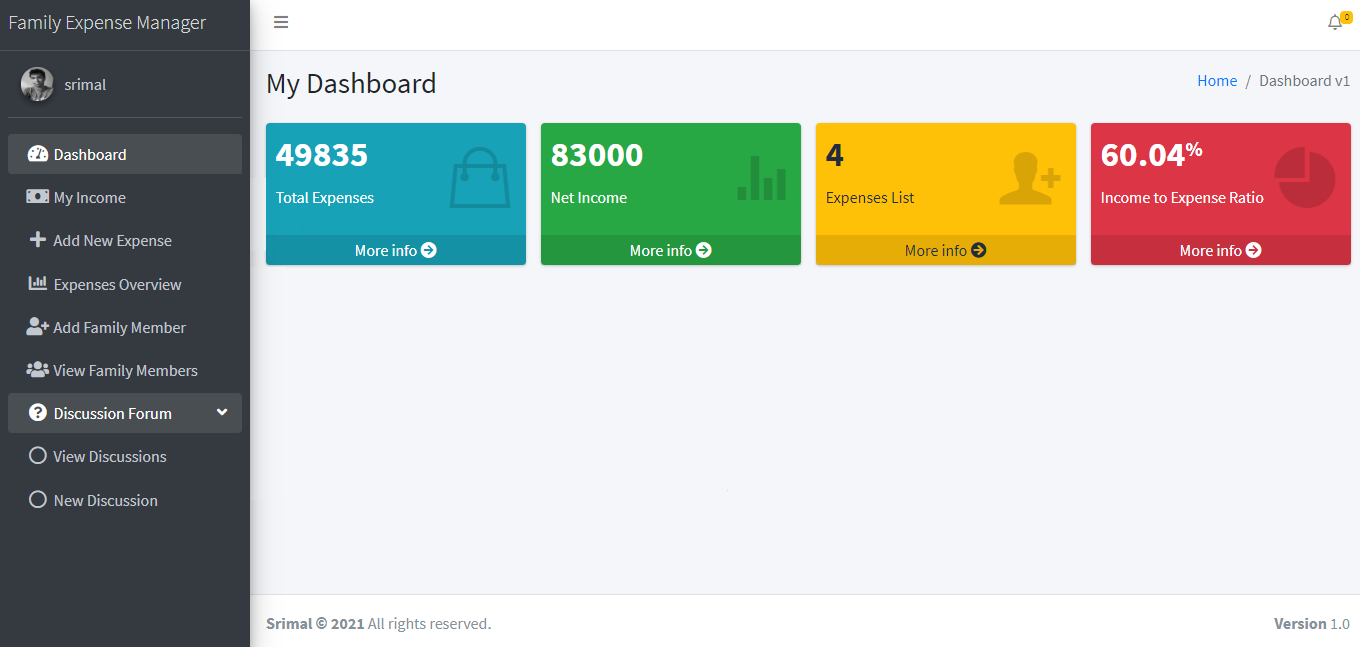 Family Expense Manager
0
srimal
My Dashboard
Home / Dashboard v1
Dashboard
My Income
Add New Expense
Expenses Overview
Add Family Member
View Family Members
Discussion Forum
View Discussions
New Discussion
49835
Total Expenses
More info
83000
Net Income
More info
4
Expenses List
More info
60.04%
Income to Expense Ratio
More info
Srimal © 2021 All rights reserved.
Version 1.0